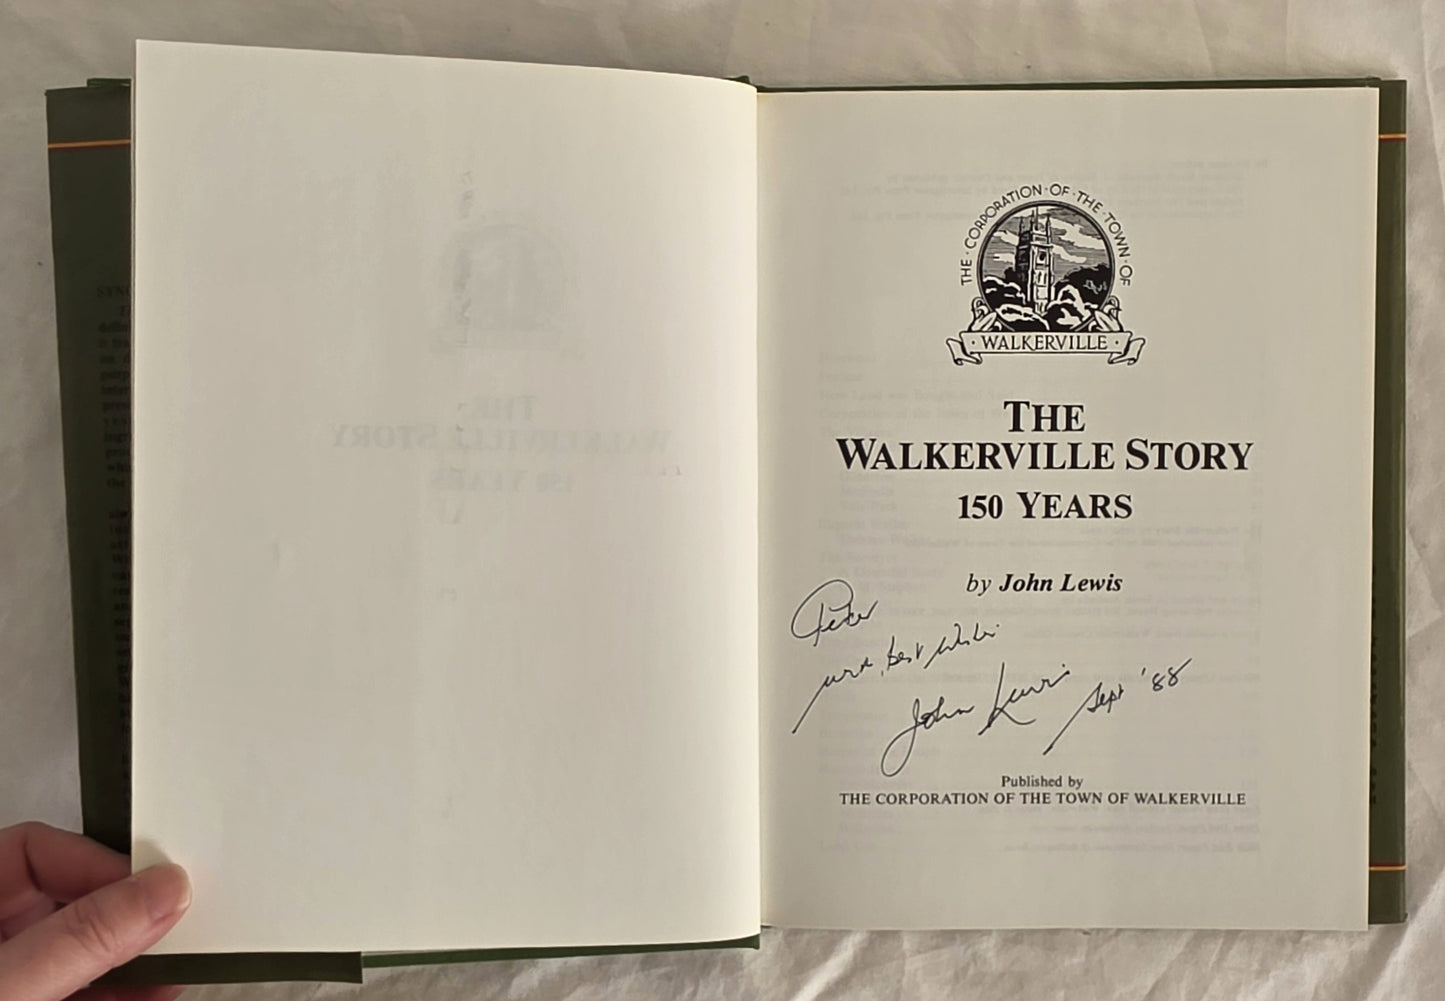 THE · CORPORATION · OF · THE · TOWN · OF
· WALKERVILLE ·
THE
WALKERVILLE STORY
150 YEARS
by John Lewis
Peter
with best wishes
John Lewis Sept '88
Published by
THE CORPORATION OF THE TOWN OF WALKERVILLE